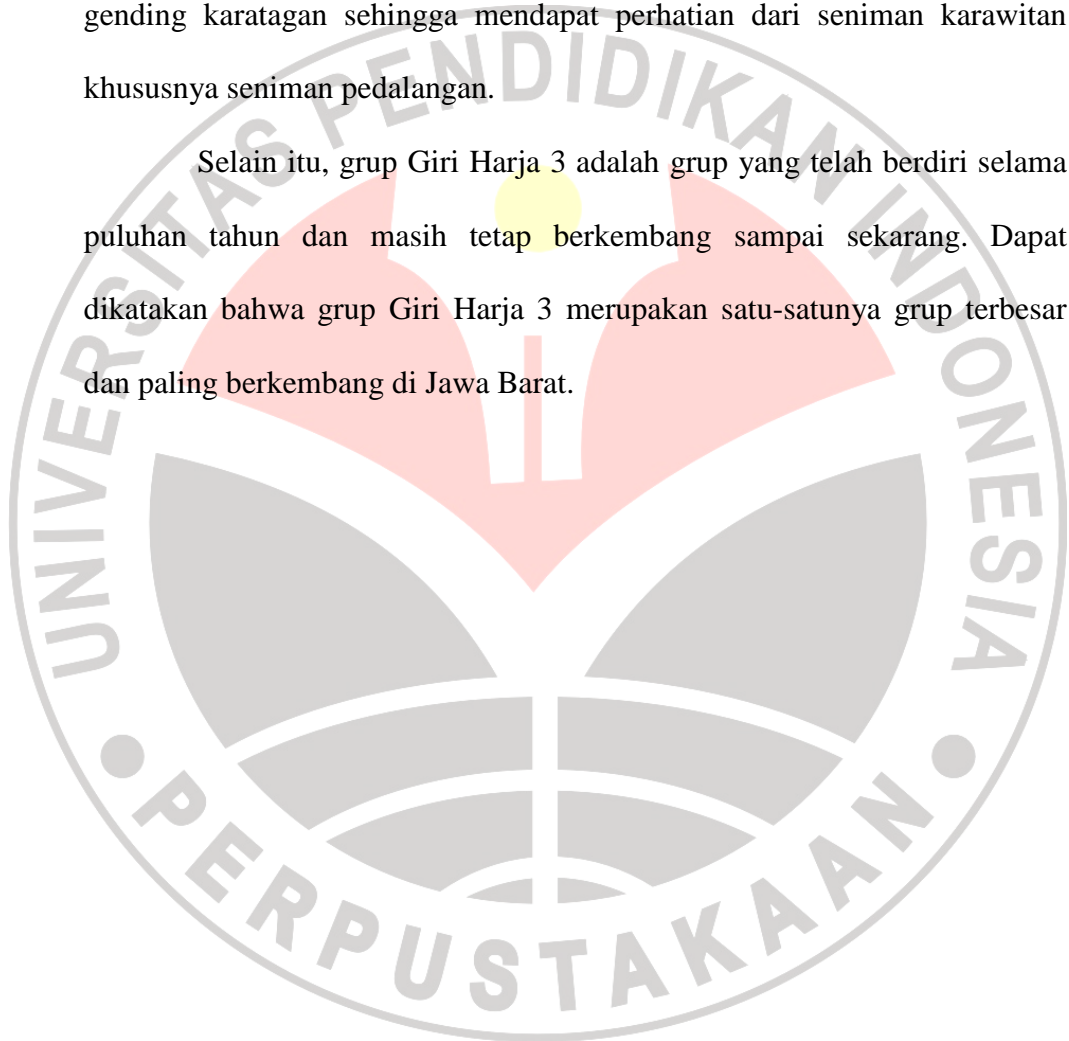 gending karatagan sehingga mendapat perhatian dari seniman karawitan
khususnya seniman pedalangan.
Selain itu, grup Giri Harja 3 adalah grup yang telah berdiri selama
puluhan tahun dan masih tetap berkembang sampai sekarang. Dapat
dikatakan bahwa grup Giri Harja 3 merupakan satu-satunya grup terbesar
dan paling berkembang di Jawa Barat.
UNIVERSITAS PENDIDIKAN INDONESIA
PERPUSTAKAAN